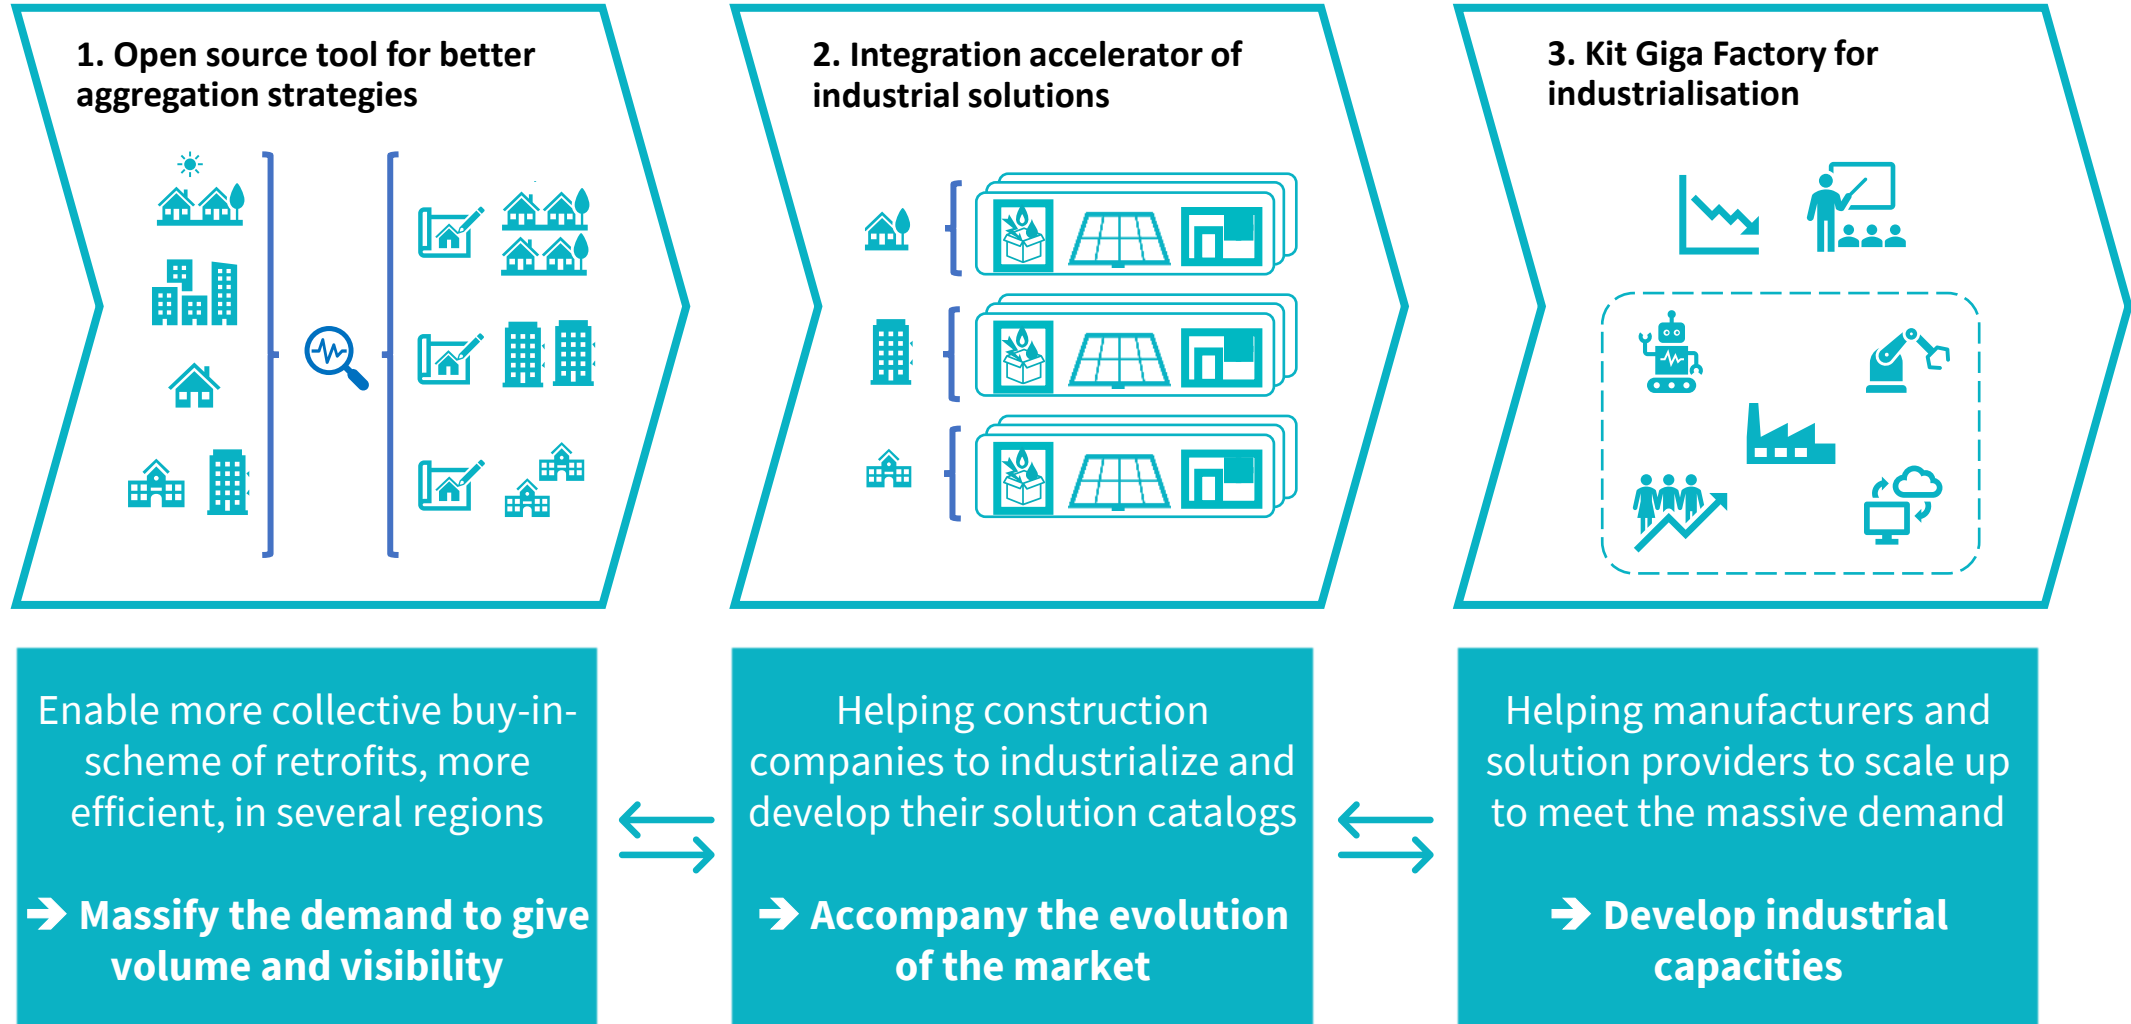 1. Open source tool for better
aggregation strategies
2. Integration accelerator of
industrial solutions
3. Kit Giga Factory for
industrialisation
Enable more collective buy-in-
scheme of retrofits, more
efficient, in several regions
➔ Massify the demand to give
volume and visibility
Helping construction
companies to industrialize and
develop their solution catalogs
➔ Accompany the evolution
of the market
Helping manufacturers and
solution providers to scale up
to meet the massive demand
➔ Develop industrial
capacities